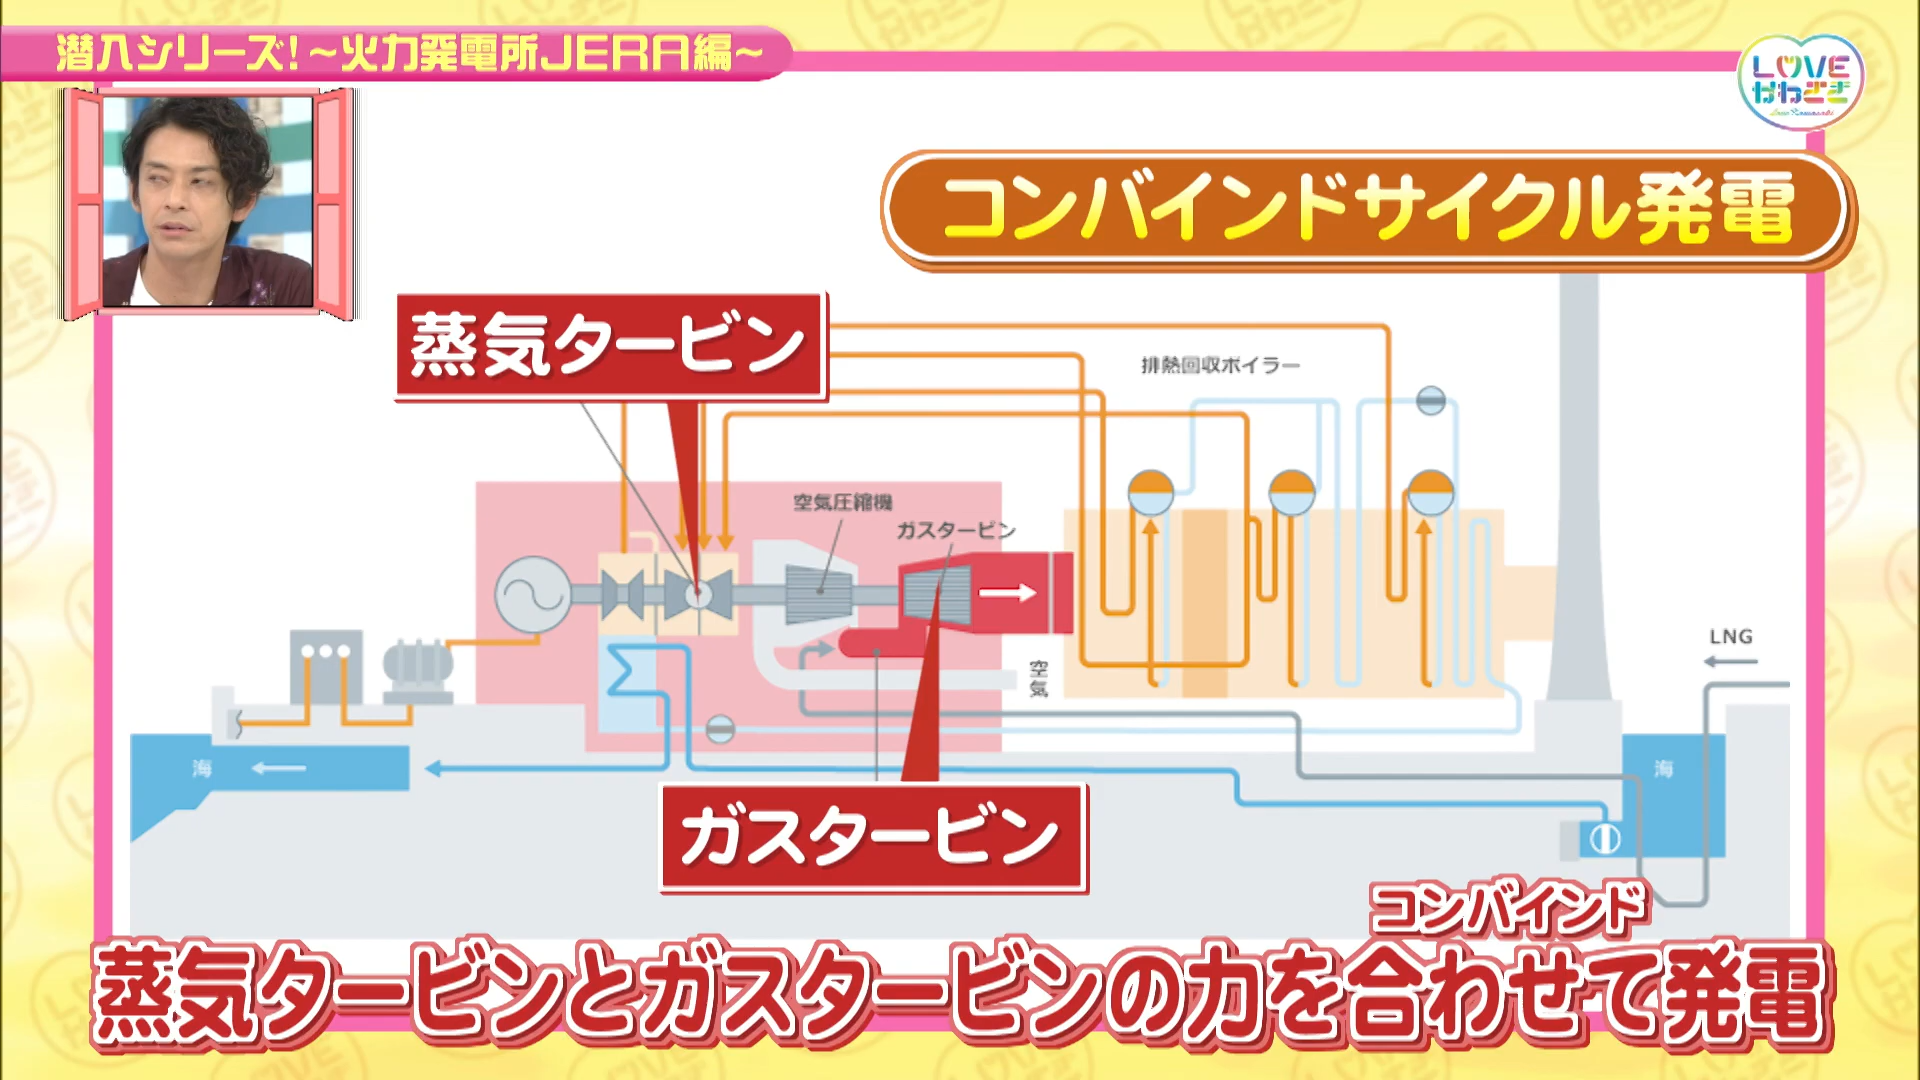 潜入シリーズ!~火力発電所JERA編~
LOVE
かわさき
コンバインドサイクル発電
蒸気タービン
排熱回収ボイラー
空気圧縮機
ガスタービン
空気
LNG
海
海
ガスタービン
コンバインド
蒸気タービンとガスタービンの力を合わせて発電